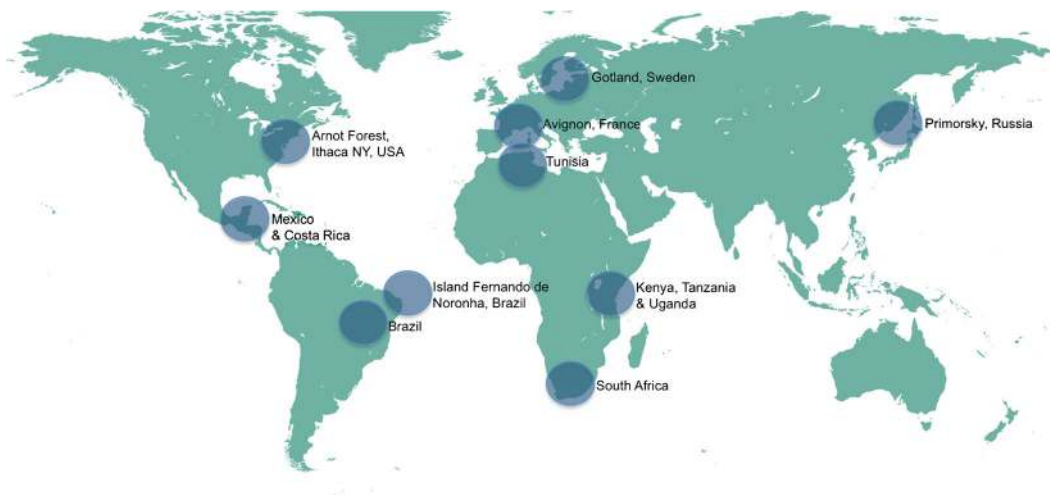 Gotland, Sweden
Avignon, France
Primorsky, Russia
Arnot Forest,
Ithaca NY, USA
Tunisia
Mexico
& Costa Rica
Island Fernando de
Noronha, Brazil
Kenya, Tanzania
& Uganda
Brazil
South Africa